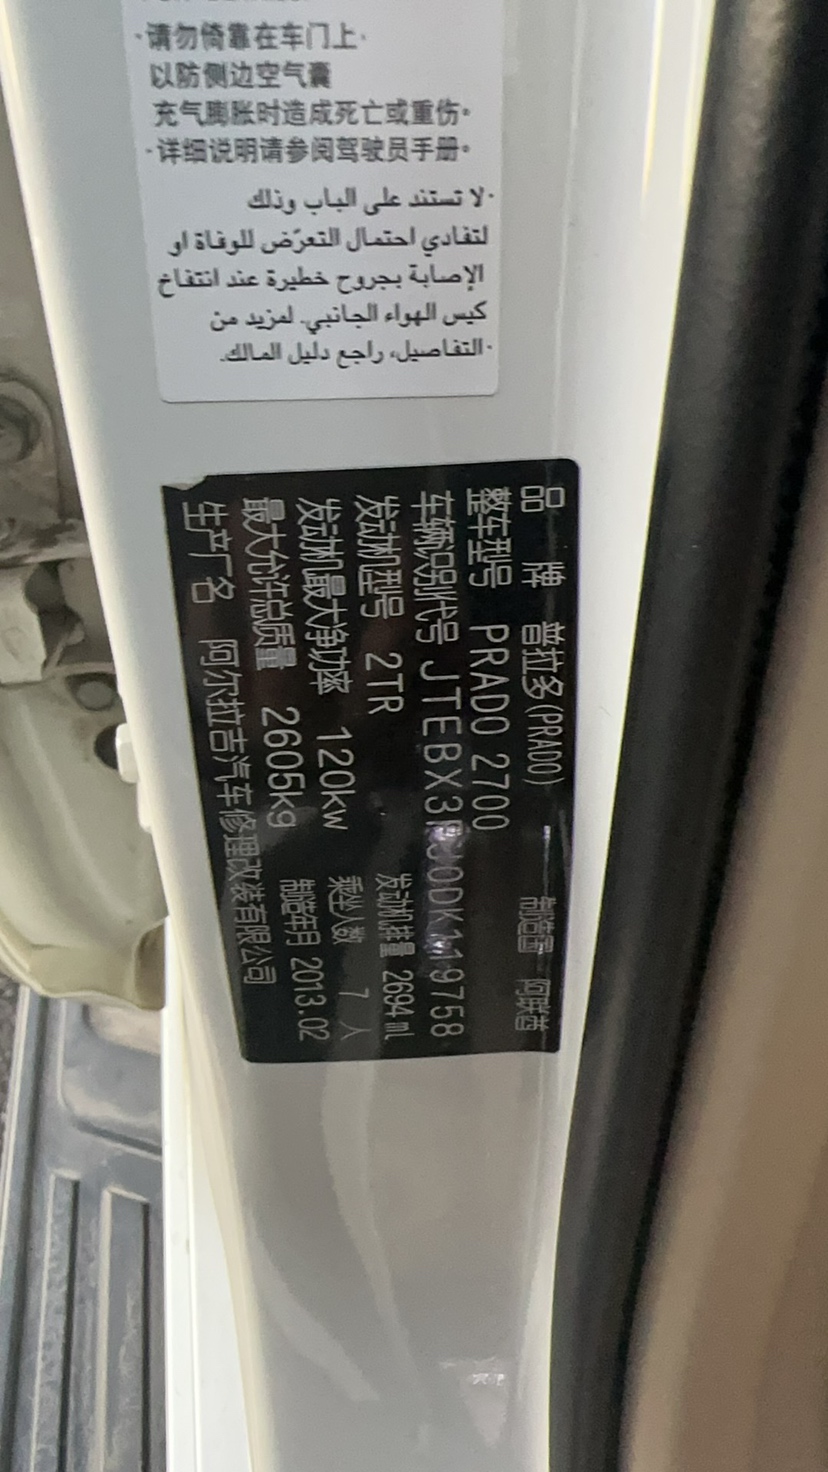 ·请勿倚靠在车门上·
以防侧边空气囊
充气膨胀时造成死亡或重伤·
·详细说明请参阅驾驶员手册·
·لا تستند على الباب وذلك
لتفادي احتمال التعرّض للوفاة او
الإصابة بجروح خطيرة عند انتفاخ
كيس الهواء الجانبي. لمزيد من
·التفاصيل، راجع دليل المالك.
品 牌 普拉多(PRADO) 制造国 阿联酋
整车型号 PRADO 2700
车辆识别代号
发动机型号 2TR 发动机排量 2694ml
发动机最大净功率 120kw 乘坐人数 7 人
最大允许总质量 2605kg 制造年月 2013.02
生产厂名 阿尔拉吉汽车修理改装有限公司